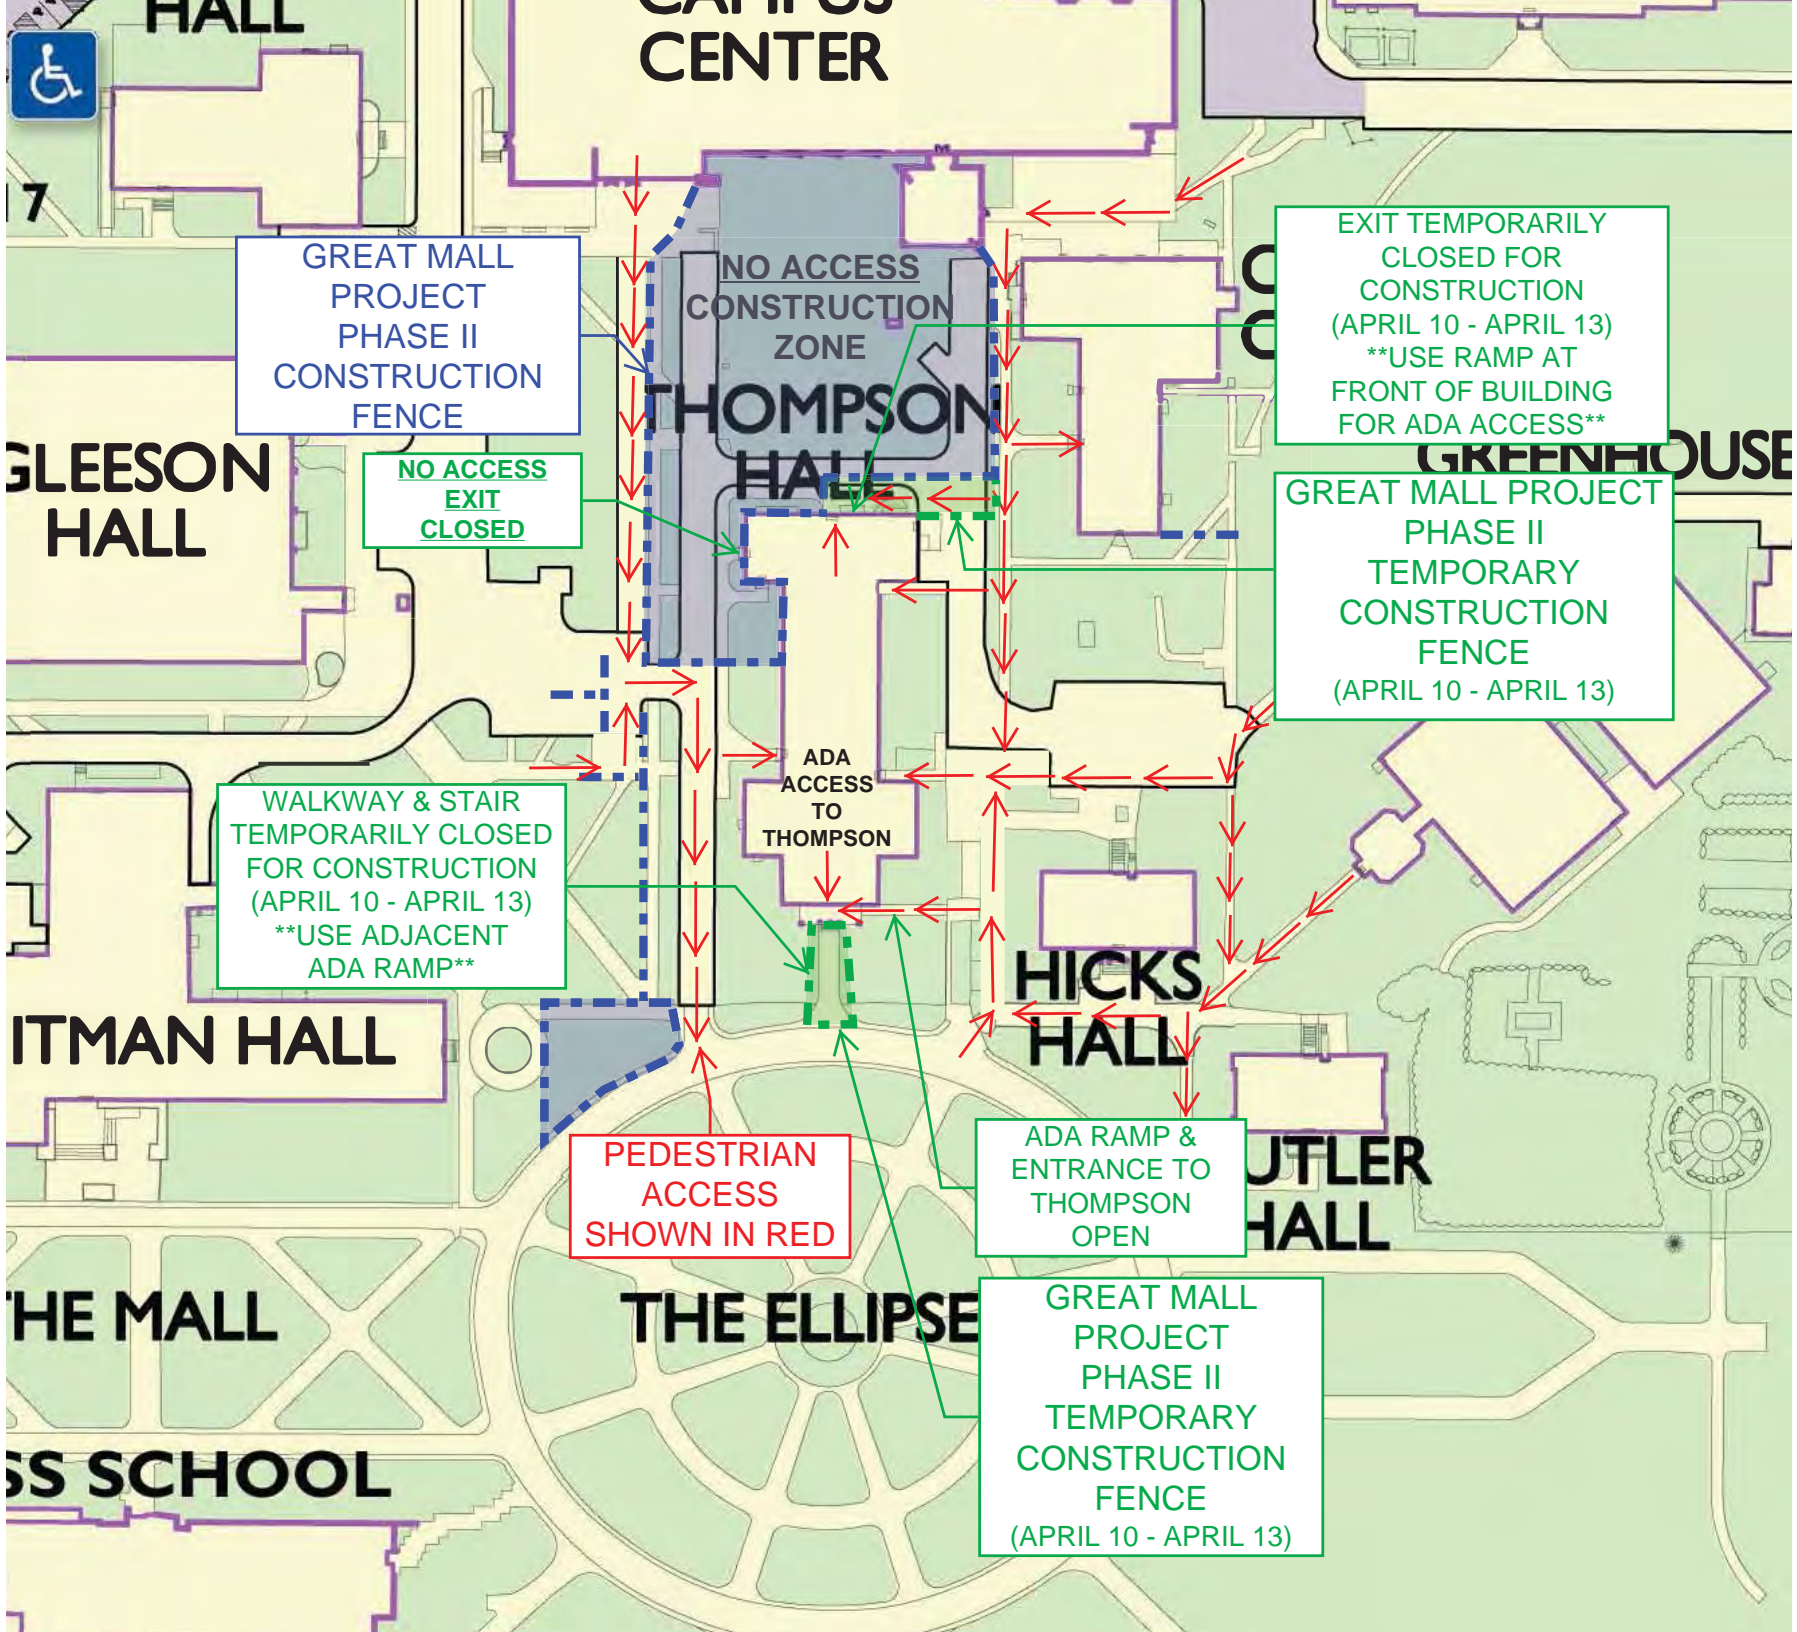 HALL
CAMPUS
CENTER
17
GREAT MALL
PROJECT
PHASE II
CONSTRUCTION
FENCE
NO ACCESS
CONSTRUCTION
ZONE
EXIT TEMPORARILY
CLOSED FOR
CONSTRUCTION
(APRIL 10 - APRIL 13)
**USE RAMP AT
FRONT OF BUILDING
FOR ADA ACCESS**
THOMPSON
HALL
GLEESON
HALL
NO ACCESS
EXIT
CLOSED
GREENHOUSE
GREAT MALL PROJECT
PHASE II
TEMPORARY
CONSTRUCTION
FENCE
(APRIL 10 - APRIL 13)
ADA
ACCESS
TO
THOMPSON
WALKWAY & STAIR
TEMPORARILY CLOSED
FOR CONSTRUCTION
(APRIL 10 - APRIL 13)
**USE ADJACENT
ADA RAMP**
HICKS
HALL
ITMAN HALL
PEDESTRIAN
ACCESS
SHOWN IN RED
ADA RAMP &
ENTRANCE TO
THOMPSON
OPEN
UTLER
HALL
THE MALL
THE ELLIPSE
GREAT MALL
PROJECT
PHASE II
TEMPORARY
CONSTRUCTION
FENCE
(APRIL 10 - APRIL 13)
SS SCHOOL